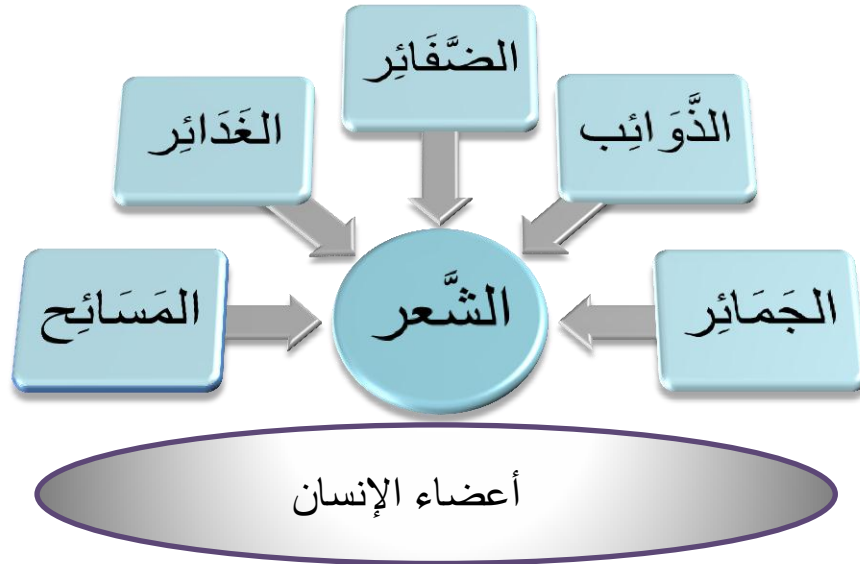 الضَّفَائِر
الذَّوَائِب
الغَدَائِر
الجَمَائِر
الشَّعر
المَسَائِح
أعضاء الإنسان